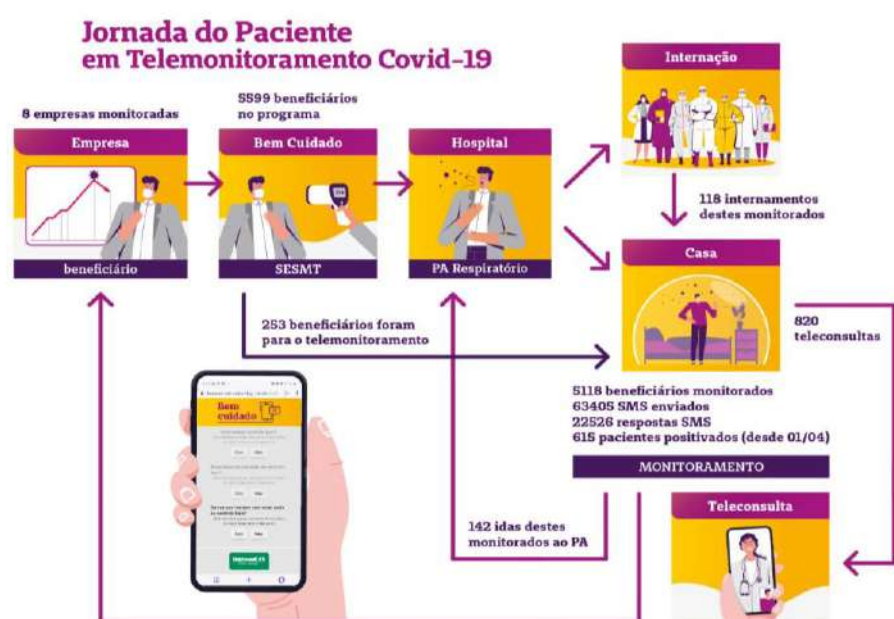 Jornada do Paciente
em Telemonitoramento Covid-19
8 empresas monitoradas
5599 beneficiários
no programa
Empresa
Bem Cuidado
Hospital
Internação
beneficiário
SESMT
PA Respiratório
118 internamentos
destes monitorados
Casa
253 beneficiários foram
para o telemonitoramento
820
teleconsultas
5118 beneficiários monitorados
63405 SMS enviados
22526 respostas SMS
615 pacientes positivados (desde 01/04)
MONITORAMENTO
Bem
cuidado
142 idas destes
monitorados ao PA
Teleconsulta